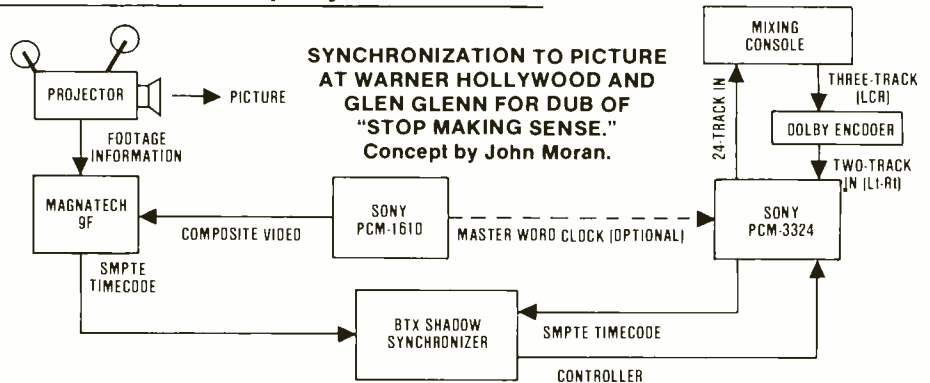 SYNCHRONIZATION TO PICTURE
AT WARNER HOLLYWOOD AND
GLEN GLENN FOR DUB OF
"STOP MAKING SENSE."
Concept by John Moran.
PROJECTOR
PICTURE
FOOTAGE
INFORMATION
MAGNATECH
9F
COMPOSITE VIDEO
SONY
PCM-1610
MASTER WORD CLOCK (OPTIONAL)
MIXING
CONSOLE
24-TRACK IN
THREE-TRACK
(LCR)
DOLBY ENCODER
TWO-TRACK
IN (Lt-Rt)
SONY
PCM-3324
SMPTE
TIMECODE
BTX SHADOW
SYNCHRONIZER
SMPTE TIMECODE
CONTROLLER